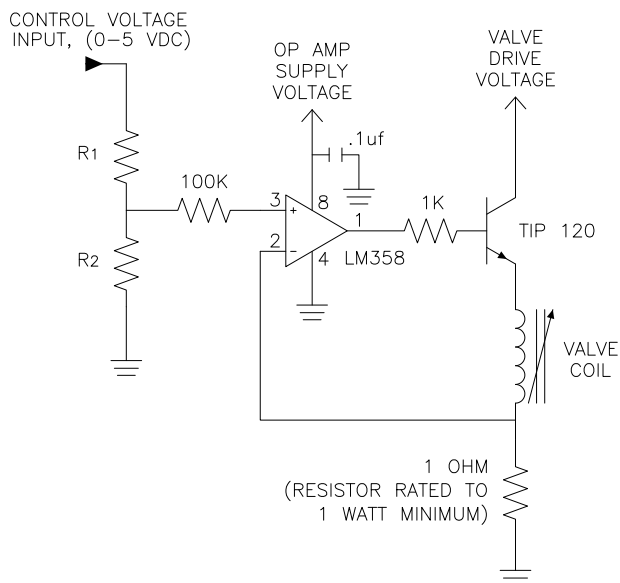 CONTROL VOLTAGE
INPUT, (0–5 VDC)
OP AMP
SUPPLY
VOLTAGE
VALVE
DRIVE
VOLTAGE
.1uf
R1
100K
3
+
8
1
1K
2
−
4
LM358
TIP 120
R2
VALVE
COIL
1 OHM
(RESISTOR RATED TO
1 WATT MINIMUM)